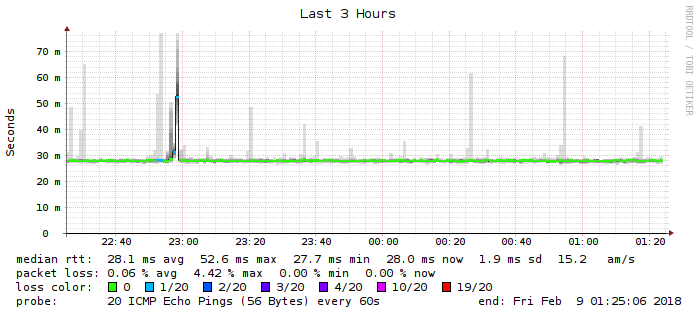 Last 3 Hours
RRDTOOL / TOBI OETIKER
Seconds
70 m
60 m
50 m
40 m
30 m
20 m
10 m
0
22:40 23:00 23:20 23:40 00:00 00:20 00:40 01:00 01:20
median rtt: 28.1 ms avg 52.6 ms max 27.7 ms min 28.0 ms now 1.9 ms sd 15.2 am/s
packet loss: 0.06 % avg 4.42 % max 0.00 % min 0.00 % now
loss color: 0 1/20 2/20 3/20 4/20 10/20 19/20
probe: 20 ICMP Echo Pings (56 Bytes) every 60s end: Fri Feb 9 01:25:06 2018